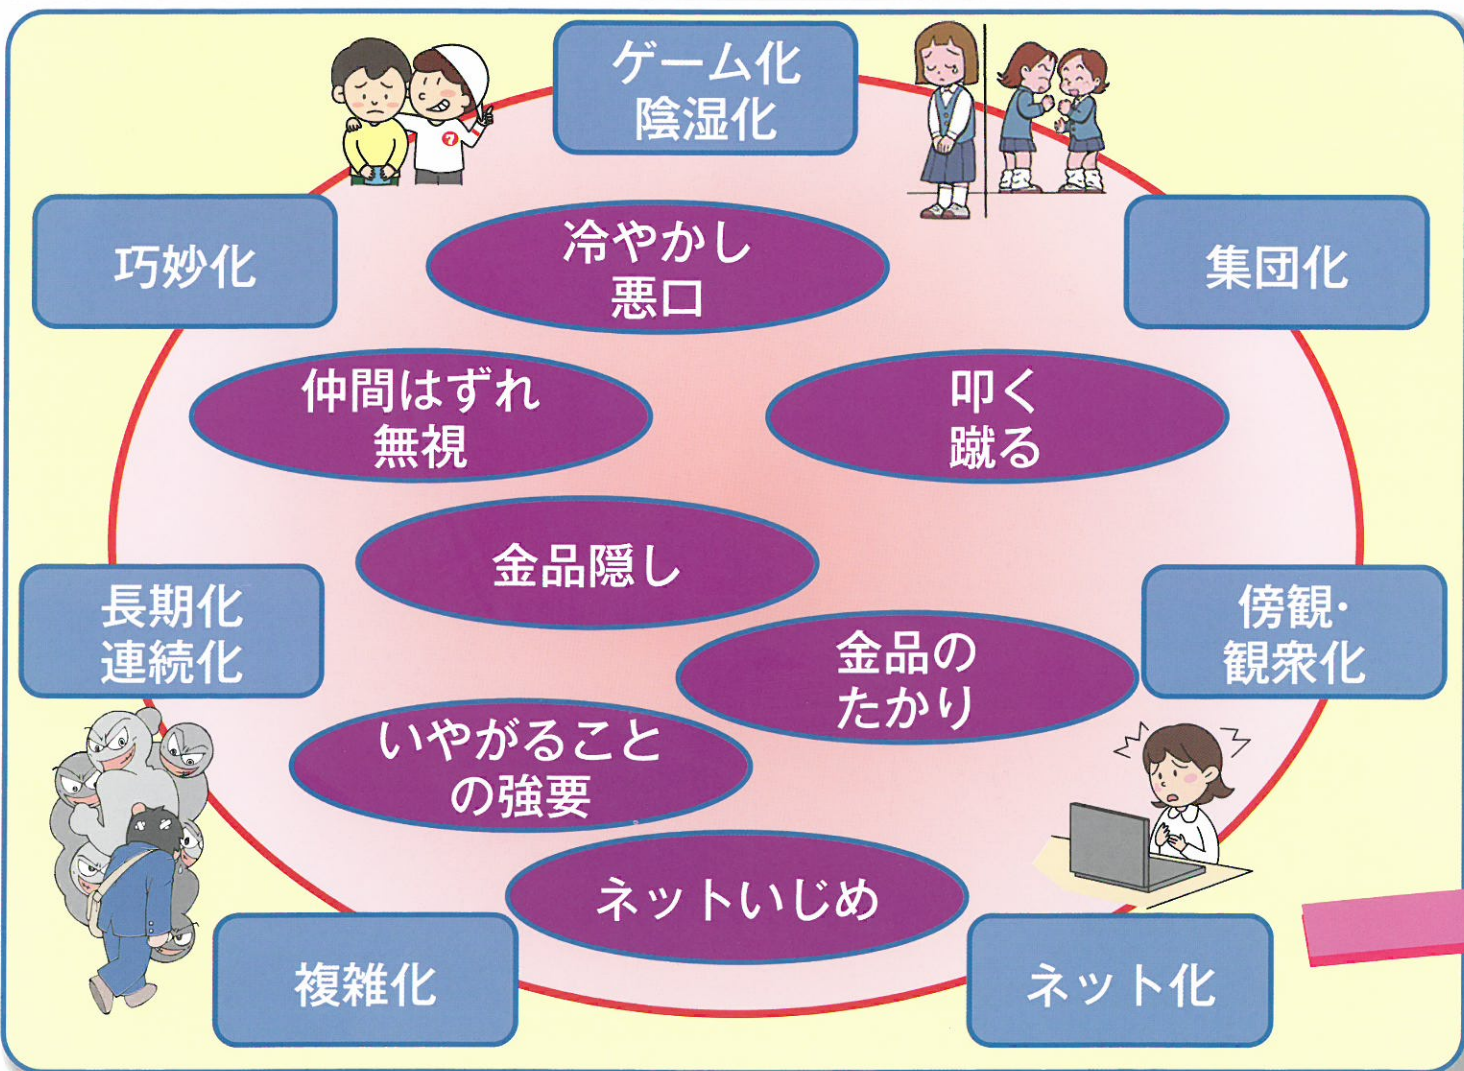 ゲーム化
陰湿化
巧妙化
集団化
冷やかし
悪口
仲間はずれ
無視
叩く
蹴る
金品隠し
長期化
連続化
傍観・
観衆化
金品の
たかり
いやがること
の強要
ネットいじめ
複雑化
ネット化